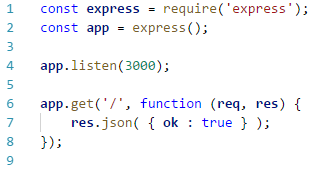 1 const express = require('express');
2 const app = express();
3
4 app.listen(3000);
5
6 app.get('/', function (req, res) {
7     res.json( { ok : true } );
8 });
9